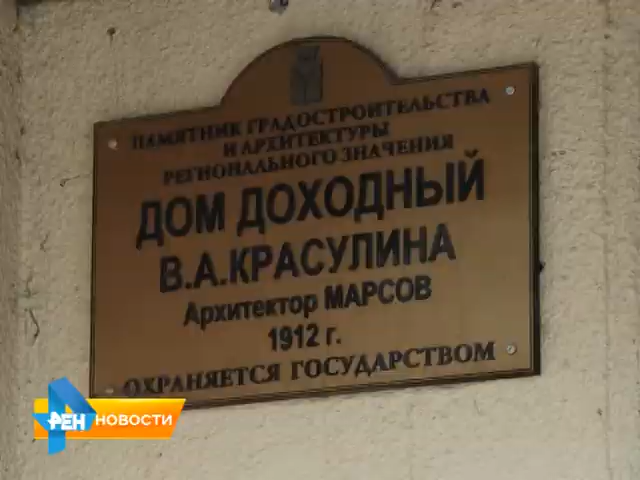 ПАМЯТНИК ГРАДОСТРОИТЕЛЬСТВА
И АРХИТЕКТУРЫ
РЕГИОНАЛЬНОГО ЗНАЧЕНИЯ
ДОМ ДОХОДНЫЙ
В.А.КРАСУЛИНА
Архитектор МАРСОВ
1912 г.
ОХРАНЯЕТСЯ ГОСУДАРСТВОМ
РЕН НОВОСТИ